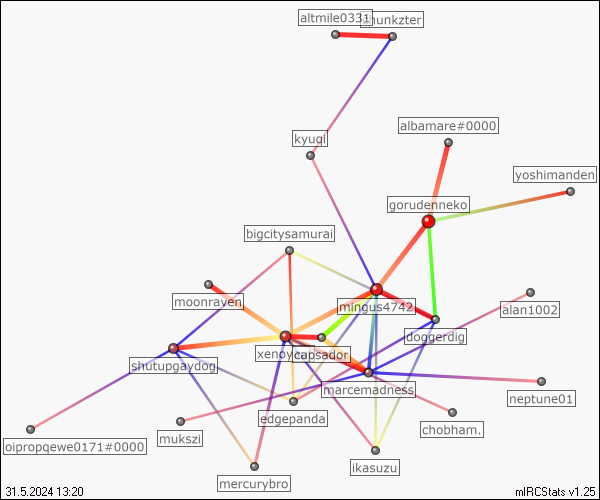 altmile0331
chunkzter
albamare#0000
kyuqi
yoshimanden
gorudenneko
bigcitysamurai
moonraven
mingus4742
alan1002
doggerdig
xenoycapsador
shutupgaydog
marcemadness
neptune01
edgepanda
chobham.
mukszi
oipropqewe0171#0000
ikasuzu
mercurybro
31.5.2024 13:20
mIRCStats v1.25